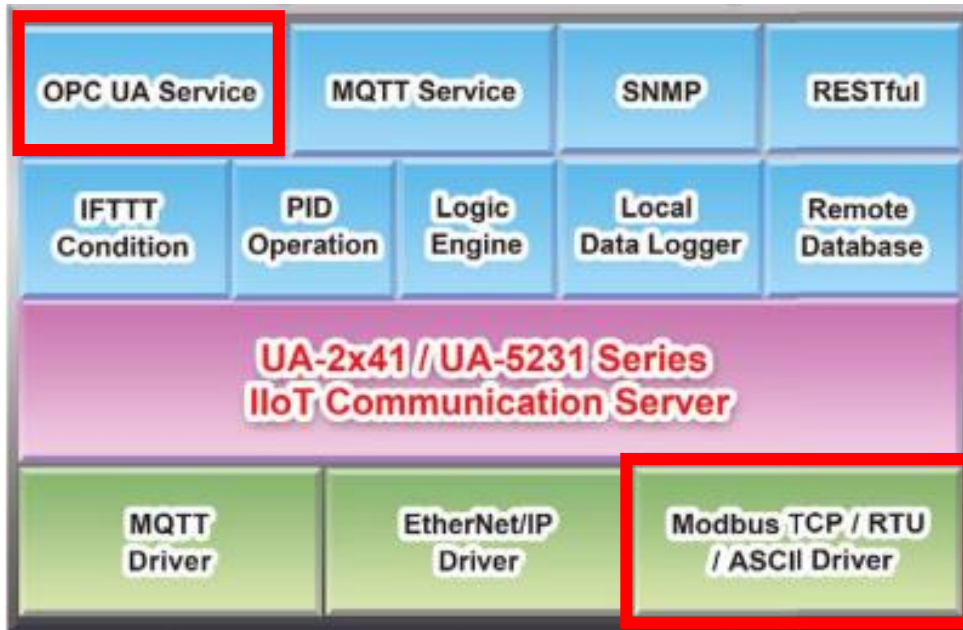 OPC UA Service
MQTT Service
SNMP
RESTful
IFTTT
Condition
PID
Operation
Logic
Engine
Local
Data Logger
Remote
Database
UA-2x41 / UA-5231 Series
IIoT Communication Server
MQTT
Driver
EtherNet/IP
Driver
Modbus TCP / RTU
/ ASCII Driver